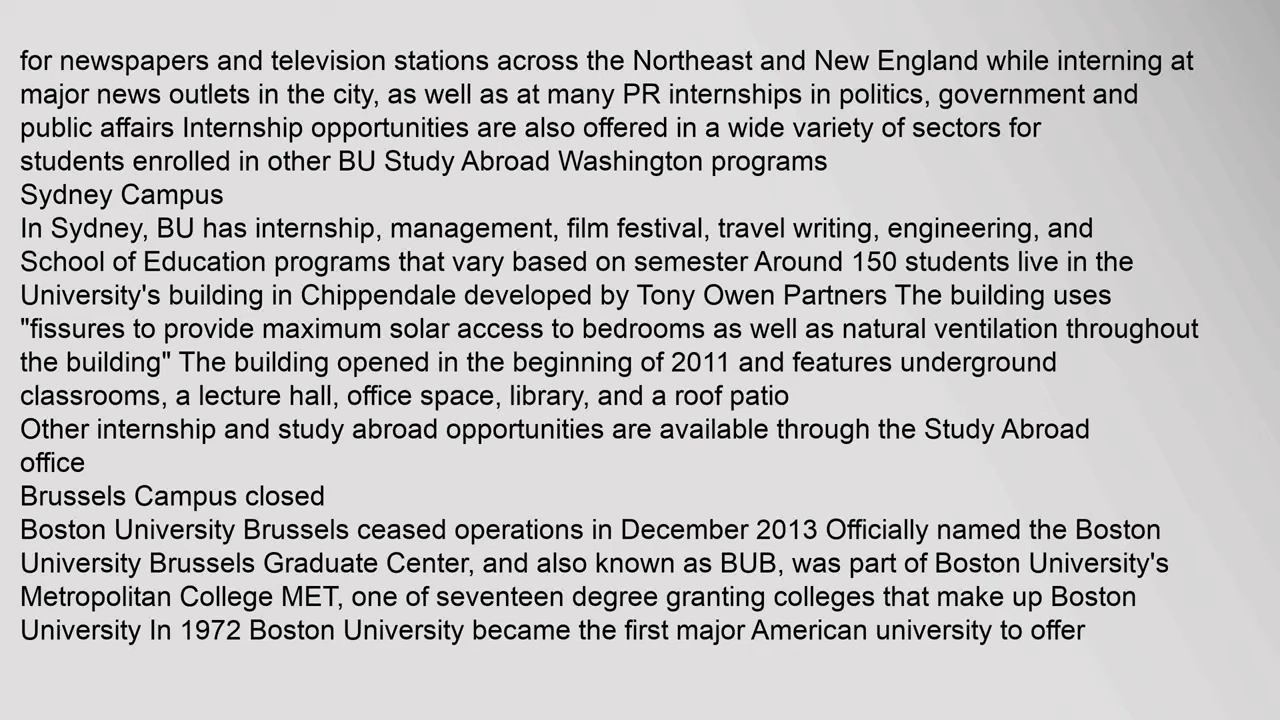 for newspapers and television stations across the Northeast and New England while interning at
major news outlets in the city, as well as at many PR internships in politics, government and
public affairs Internship opportunities are also offered in a wide variety of sectors for
students enrolled in other BU Study Abroad Washington programs
Sydney Campus
In Sydney, BU has internship, management, film festival, travel writing, engineering, and
School of Education programs that vary based on semester Around 150 students live in the
University's building in Chippendale developed by Tony Owen Partners The building uses
"fissures to provide maximum solar access to bedrooms as well as natural ventilation throughout
the building" The building opened in the beginning of 2011 and features underground
classrooms, a lecture hall, office space, library, and a roof patio
Other internship and study abroad opportunities are available through the Study Abroad
office
Brussels Campus closed
Boston University Brussels ceased operations in December 2013 Officially named the Boston
University Brussels Graduate Center, and also known as BUB, was part of Boston University's
Metropolitan College MET, one of seventeen degree granting colleges that make up Boston
University In 1972 Boston University became the first major American university to offer